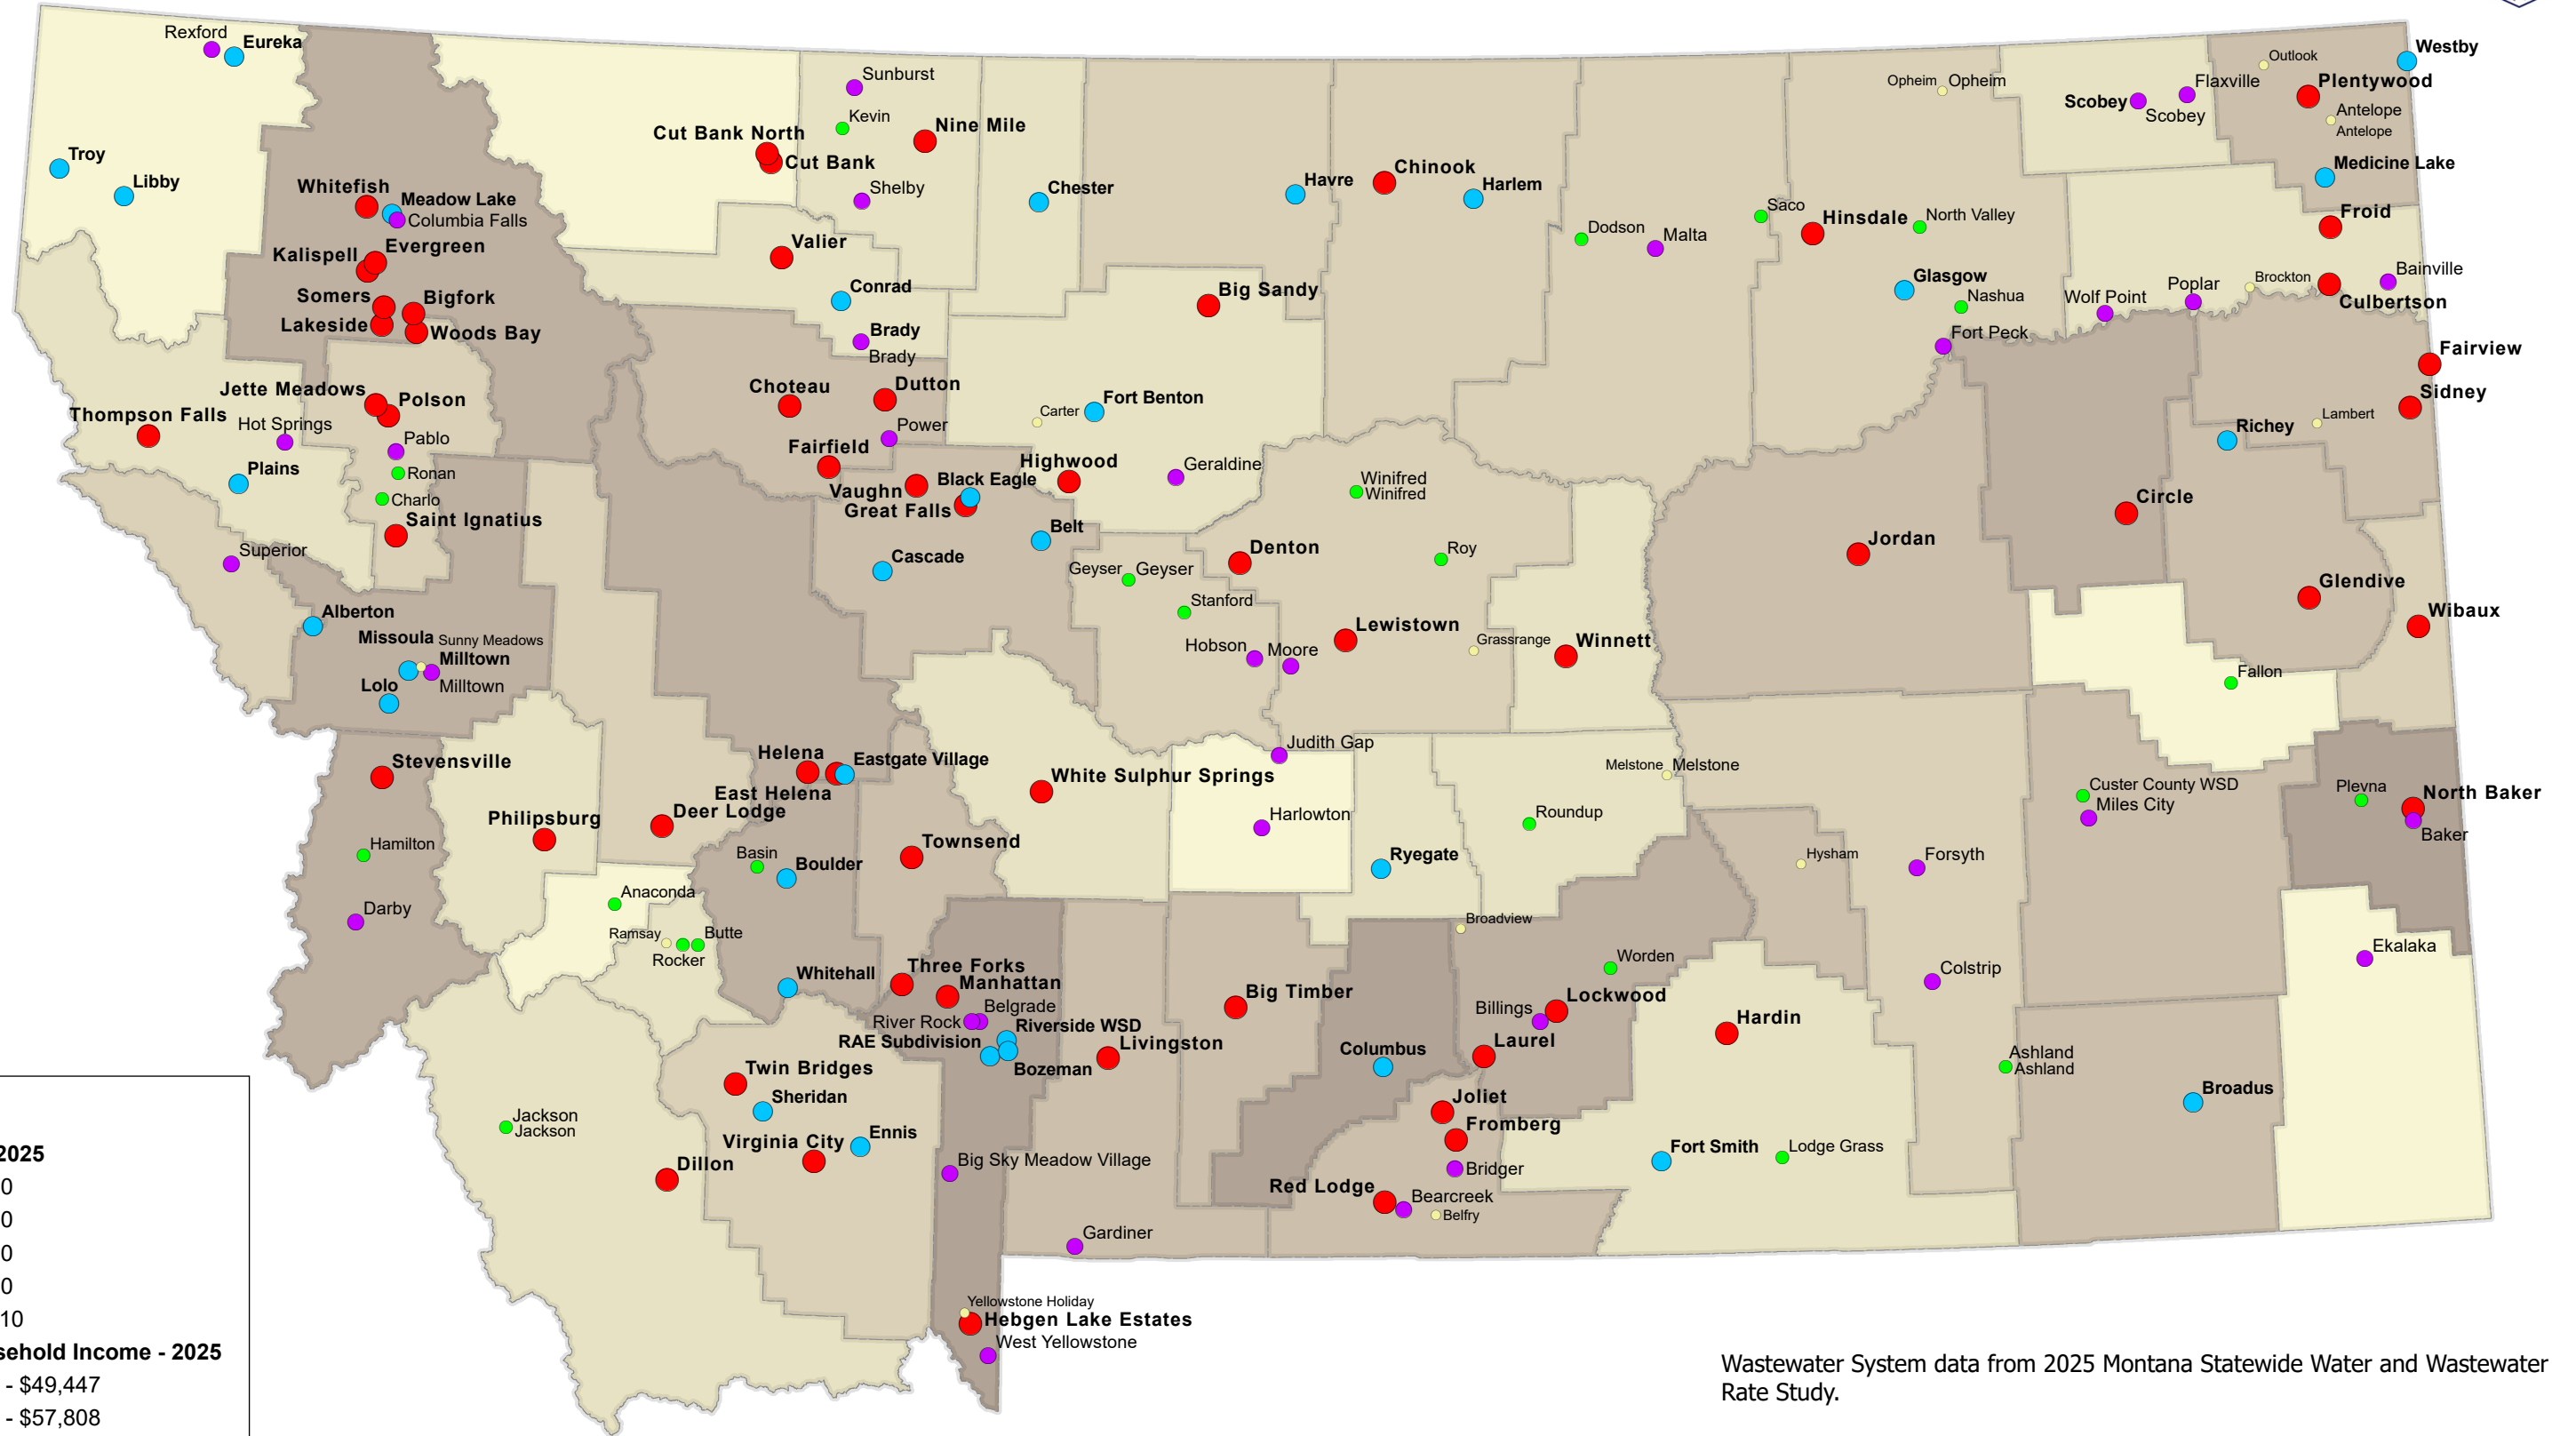 Rexford
Eureka
Troy
Libby
Whitefish
Meadow Lake
Columbia Falls
Kalispell
Evergreen
Somers
Bigfork
Lakeside
Woods Bay
Jette Meadows
Polson
Thompson Falls
Hot Springs
Pablo
Plains
Ronan
Charlo
Saint Ignatius
Superior
Alberton
Missoula
Sunny Meadows
Milltown
Milltown
Lolo
Stevensville
Hamilton
Darby
Philipsburg
Deer Lodge
Anaconda
Ramsay
Butte
Rocker
Jackson
Jackson
Dillon
Sunburst
Kevin
Cut Bank North
Nine Mile
Cut Bank
Shelby
Chester
Valier
Conrad
Brady
Brady
Choteau
Dutton
Power
Fairfield
Vaughn
Black Eagle
Great Falls
Highwood
Belt
Cascade
Carter
Fort Benton
Big Sandy
Geraldine
Havre
Chinook
Harlem
Dodson
Malta
Saco
Hinsdale
North Valley
Glasgow
Nashua
Fort Peck
Opheim
Opheim
Scobey
Scobey
Flaxville
Outlook
Westby
Plentywood
Antelope
Antelope
Medicine Lake
Froid
Bainville
Brockton
Poplar
Wolf Point
Culbertson
Fairview
Sidney
Lambert
Richey
Circle
Jordan
Glendive
Wibaux
Fallon
Winifred
Winifred
Denton
Roy
Geyser
Geyser
Stanford
Hobson
Moore
Lewistown
Grassrange
Winnett
Judith Gap
Harlowton
White Sulphur Springs
Helena
Eastgate Village
East Helena
Townsend
Basin
Boulder
Whitehall
Three Forks
Manhattan
Belgrade
River Rock
Riverside WSD
RAE Subdivision
Bozeman
Livingston
Twin Bridges
Sheridan
Virginia City
Ennis
Big Sky Meadow Village
Gardiner
Yellowstone Holiday
Hebgen Lake Estates
West Yellowstone
Big Timber
Ryegate
Roundup
Melstone
Melstone
Broadview
Worden
Billings
Lockwood
Laurel
Columbus
Joliet
Fromberg
Bridger
Red Lodge
Bearcreek
Belfry
Hysham
Forsyth
Colstrip
Hardin
Fort Smith
Lodge Grass
Ashland
Ashland
Broadus
Custer County WSD
Miles City
Plevna
North Baker
Baker
Ekalaka
2025
0
0
0
0
10
sehold Income - 2025
- $49,447
- $57,808
Wastewater System data from 2025 Montana Statewide Water and Wastewater
Rate Study.